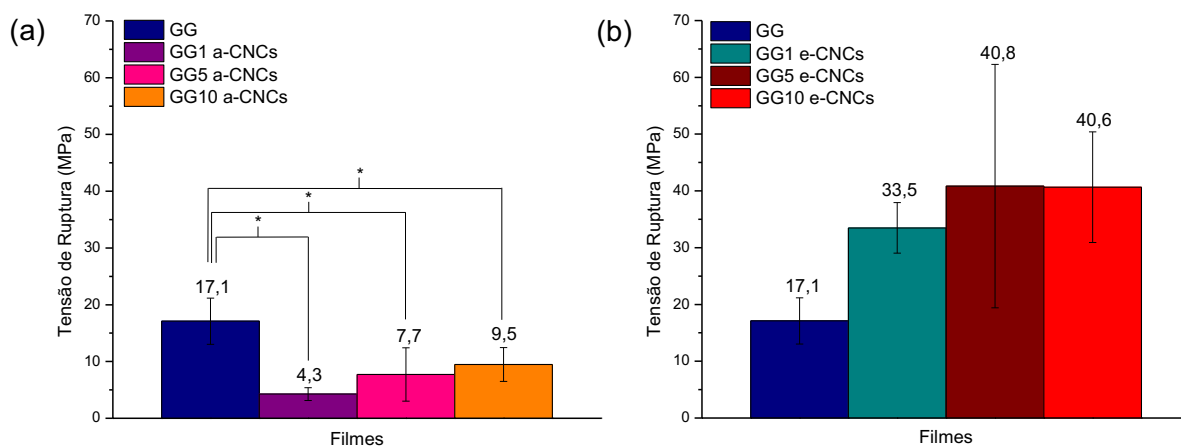 (a)
Tensão de Ruptura (MPa)
70
60
50
40
30
20
10
0
GG
GG1 a-CNCs
GG5 a-CNCs
GG10 a-CNCs
*
*
*
17,1
4,3
7,7
9,5
Filmes
(b)
Tensão de Ruptura (MPa)
70
60
50
40
30
20
10
0
GG
GG1 e-CNCs
GG5 e-CNCs
GG10 e-CNCs
17,1
33,5
40,8
40,6
Filmes